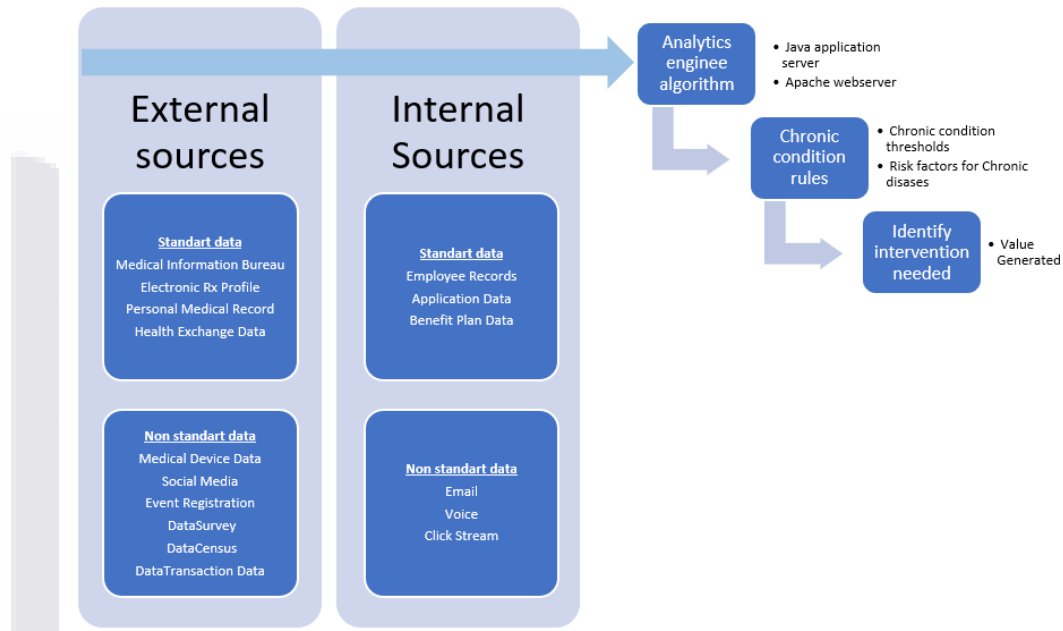 External
sources
Standart data
Medical Information Bureau
Electronic Rx Profile
Personal Medical Record
Health Exchange Data
Non standart data
Medical Device Data
Social Media
Event Registration
DataSurvey
DataCensus
DataTransaction Data
Internal
Sources
Standart data
Employee Records
Application Data
Benefit Plan Data
Non standart data
Email
Voice
Click Stream
Analytics
enginee
algorithm
• Java application
server
• Apache webserver
Chronic
condition
rules
• Chronic condition
thresholds
• Risk factors for Chronic
disases
Identify
intervention
needed
• Value
Generated